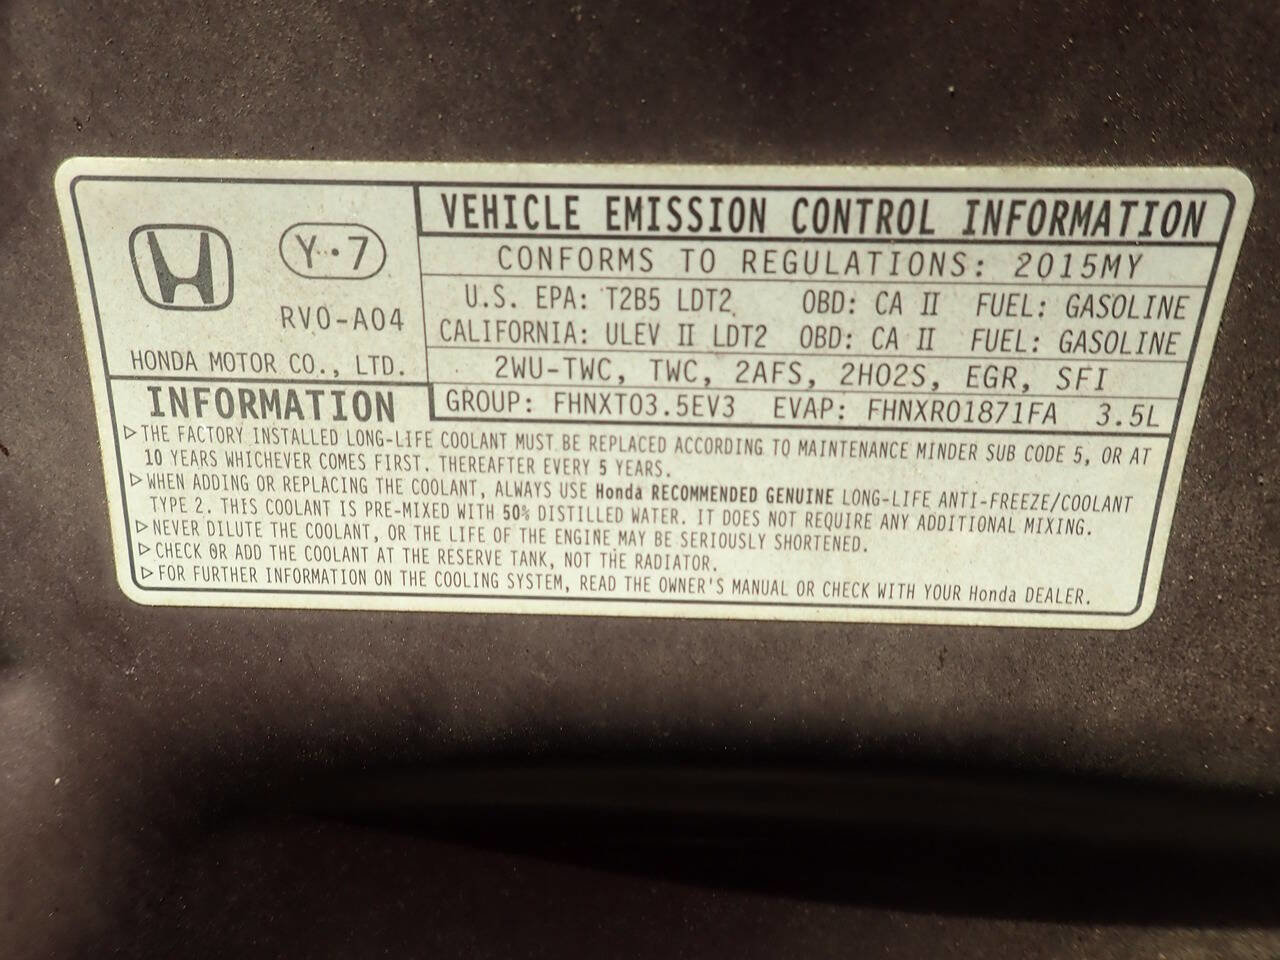 Y••7
RV0-A04
HONDA MOTOR CO., LTD.
VEHICLE EMISSION CONTROL INFORMATION
CONFORMS TO REGULATIONS: 2015MY
U.S. EPA: T2B5 LDT2 OBD: CA II FUEL: GASOLINE
CALIFORNIA: ULEV II LDT2 OBD: CA II FUEL: GASOLINE
2WU-TWC, TWC, 2AFS, 2HO2S, EGR, SFI
GROUP: FHNXT03.5EV3 EVAP: FHNXR01871FA 3.5L
INFORMATION
▷THE FACTORY INSTALLED LONG-LIFE COOLANT MUST BE REPLACED ACCORDING TO MAINTENANCE MINDER SUB CODE 5, OR AT
10 YEARS WHICHEVER COMES FIRST. THEREAFTER EVERY 5 YEARS.
▷WHEN ADDING OR REPLACING THE COOLANT, ALWAYS USE Honda RECOMMENDED GENUINE LONG-LIFE ANTI-FREEZE/COOLANT
TYPE 2. THIS COOLANT IS PRE-MIXED WITH 50% DISTILLED WATER. IT DOES NOT REQUIRE ANY ADDITIONAL MIXING.
▷NEVER DILUTE THE COOLANT, OR THE LIFE OF THE ENGINE MAY BE SERIOUSLY SHORTENED.
▷CHECK OR ADD THE COOLANT AT THE RESERVE TANK, NOT THE RADIATOR.
▷FOR FURTHER INFORMATION ON THE COOLING SYSTEM, READ THE OWNER'S MANUAL OR CHECK WITH YOUR Honda DEALER.